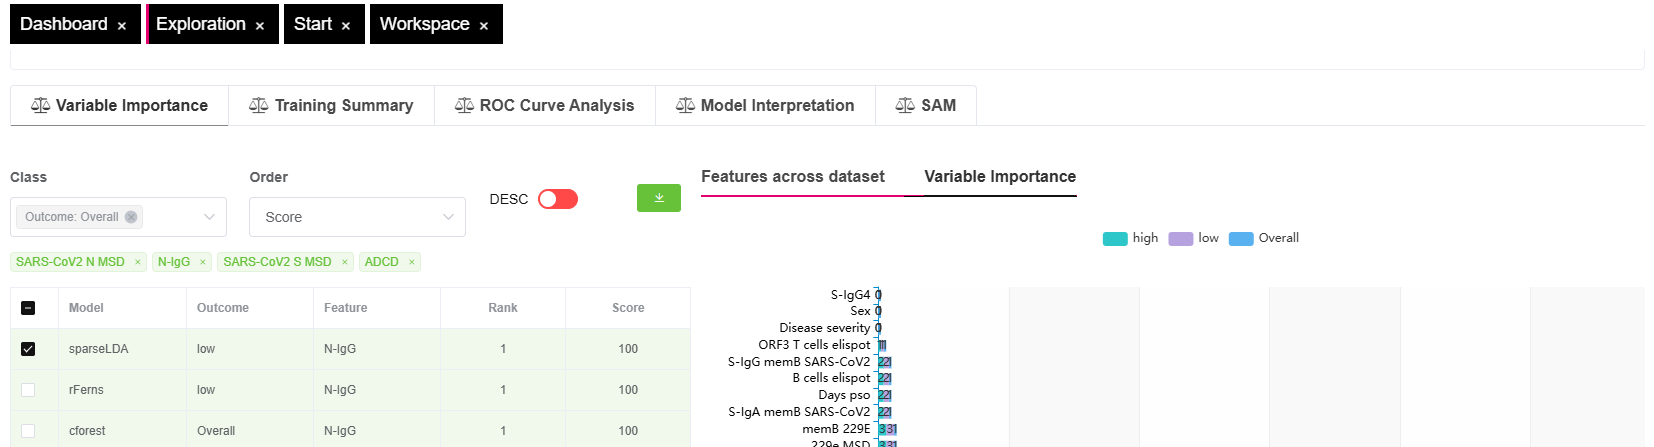 Dashboard × Exploration × Start × Workspace ×
Variable Importance Training Summary ROC Curve Analysis Model Interpretation SAM
Class Order
Outcome: Overall Score DESC
SARS-CoV2 N MSD × N-IgG × SARS-CoV2 S MSD × ADCD ×
Model Outcome Feature Rank Score
sparseLDA low N-IgG 1 100
rFerns low N-IgG 1 100
cforest Overall N-IgG 1 100
Features across dataset Variable Importance
high low Overall
S-IgG4 0
Sex 0
Disease severity 0
ORF3 T cells elispot 11
S-IgG memB SARS-CoV2 221
B cells elispot 221
Days pso 221
S-IgA memB SARS-CoV2 221
memB 229E 331
229e MSD 331